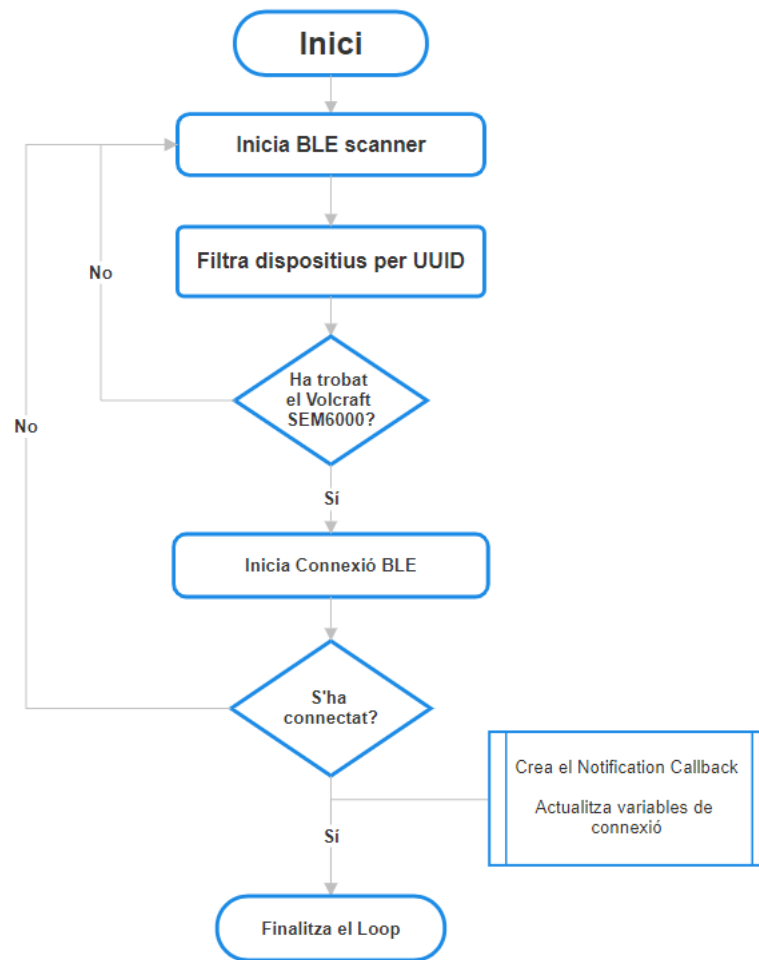 Inici
Inicia BLE scanner
Filtra dispositius per UUID
No
Ha trobat
el Volcraft
SEM6000?
No
Sí
Inicia Connexió BLE
S'ha
connectat?
Crea el Notification Callback
Actualitza variables de
connexió
Sí
Finalitza el Loop